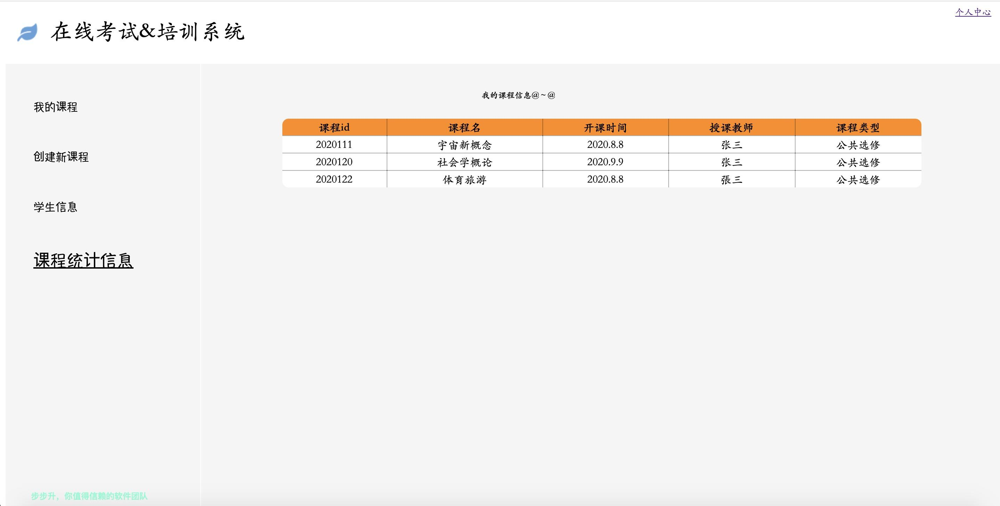 个人中心
在线考试&培训系统
我的课程
创建新课程
学生信息
课程统计信息
我的课程信息@~@
课程id 课程名 开课时间 授课教师 课程类型
2020111 宇宙新概念 2020.8.8 张三 公共选修
2020120 社会学概论 2020.9.9 张三 公共选修
2020122 体育旅游 2020.8.8 張三 公共选修
步步升，你值得信赖的软件团队